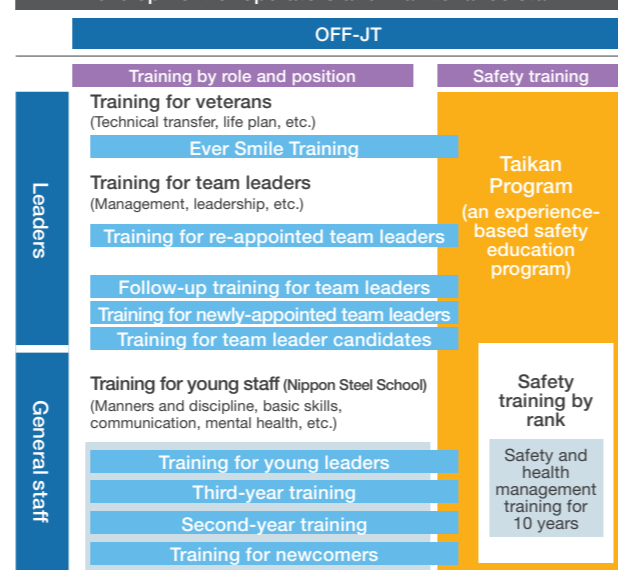 OFF-JT
Training by role and position
Safety training
Leaders
Training for veterans
(Technical transfer, life plan, etc.)
Ever Smile Training
Training for team leaders
(Management, leadership, etc.)
Training for re-appointed team leaders
Follow-up training for team leaders
Training for newly-appointed team leaders
Training for team leader candidates
Taikan
Program
(an experience-
based safety
education
program)
General staff
Training for young staff (Nippon Steel School)
(Manners and discipline, basic skills,
communication, mental health, etc.)
Training for young leaders
Third-year training
Second-year training
Training for newcomers
Safety
training by
rank
Safety and
health
management
training for
10 years